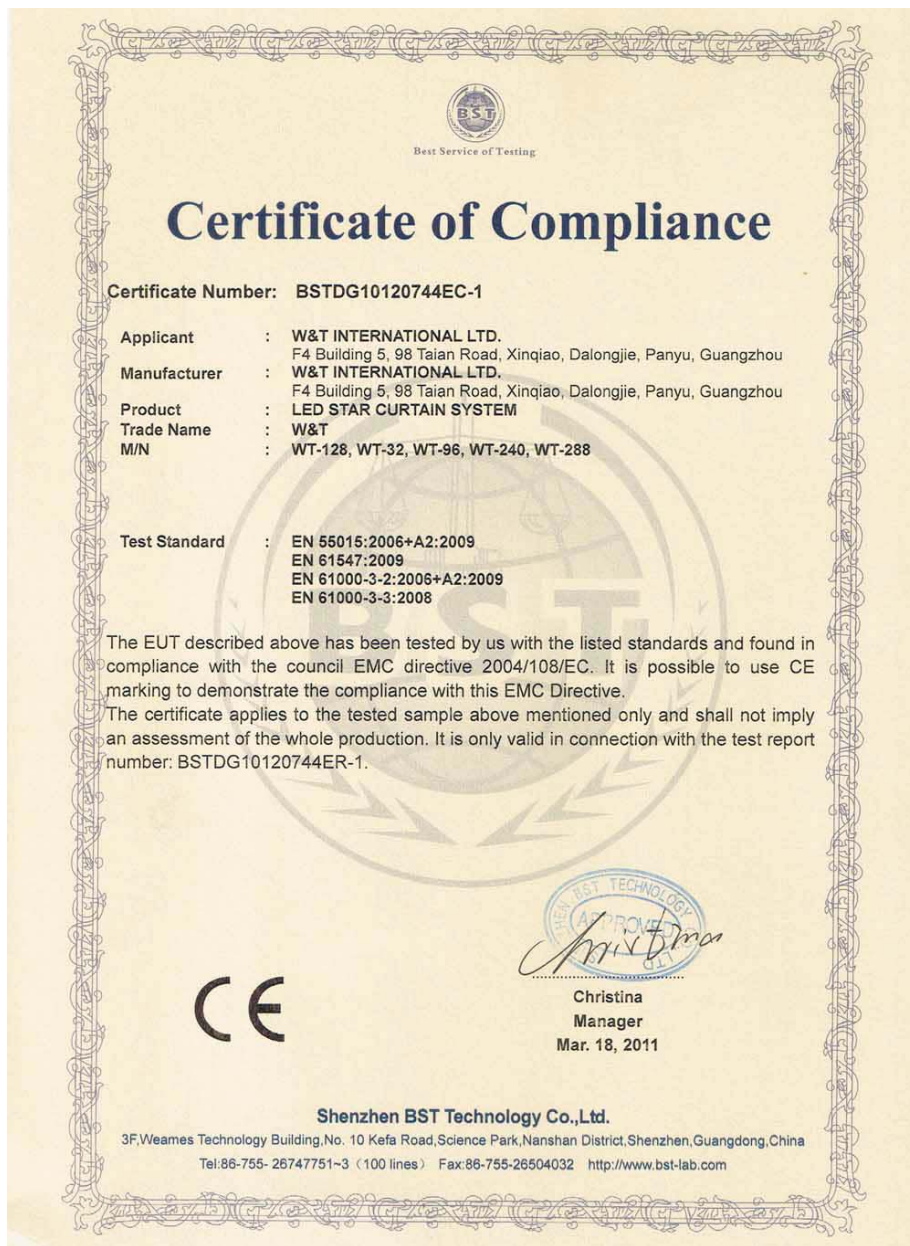 BST
Best Service of Testing
Certificate of Compliance
Certificate Number: BSTDG10120744EC-1
Applicant : W&T INTERNATIONAL LTD.
F4 Building 5, 98 Taian Road, Xinqiao, Dalongjie, Panyu, Guangzhou
Manufacturer : W&T INTERNATIONAL LTD.
F4 Building 5, 98 Taian Road, Xinqiao, Dalongjie, Panyu, Guangzhou
Product : LED STAR CURTAIN SYSTEM
Trade Name : W&T
M/N : WT-128, WT-32, WT-96, WT-240, WT-288
Test Standard : EN 55015:2006+A2:2009
EN 61547:2009
EN 61000-3-2:2006+A2:2009
EN 61000-3-3:2008
BST
The EUT described above has been tested by us with the listed standards and found in
compliance with the council EMC directive 2004/108/EC. It is possible to use CE
marking to demonstrate the compliance with this EMC Directive.
The certificate applies to the tested sample above mentioned only and shall not imply
an assessment of the whole production. It is only valid in connection with the test report
number: BSTDG10120744ER-1.
BST TECHNOLOGY
APPROVED
LTD
Christina
CE
Christina
Manager
Mar. 18, 2011
Shenzhen BST Technology Co.,Ltd.
3F,Weames Technology Building,No. 10 Kefa Road,Science Park,Nanshan District,Shenzhen,Guangdong,China
Tel:86-755- 26747751~3（100 lines） Fax:86-755-26504032 http://www.bst-lab.com